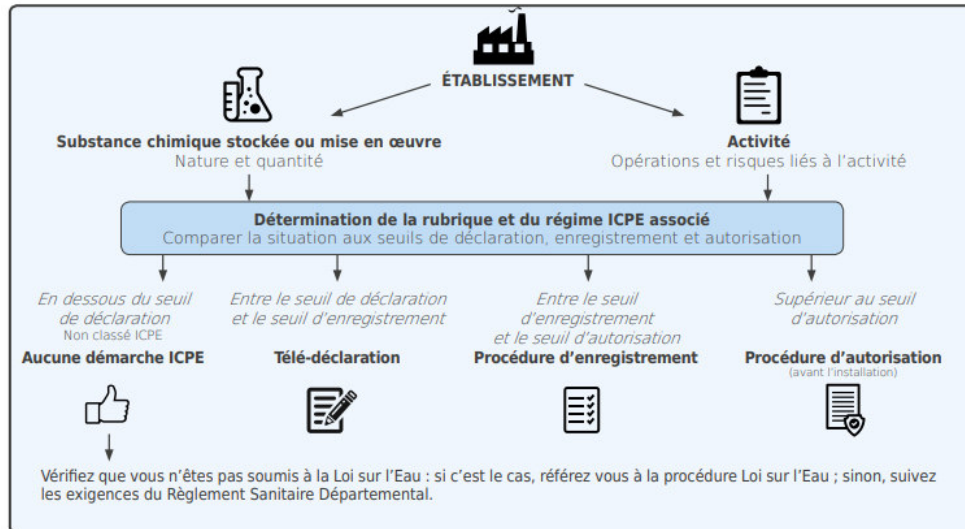 ÉTABLISSEMENT
Substance chimique stockée ou mise en œuvre
Nature et quantité
Activité
Opérations et risques liés à l'activité
Détermination de la rubrique et du régime ICPE associé
Comparer la situation aux seuils de déclaration, enregistrement et autorisation
En dessous du seuil
de déclaration
Non classé ICPE
Aucune démarche ICPE
Entre le seuil de déclaration
et le seuil d'enregistrement
Télé-déclaration
Entre le seuil
d'enregistrement
et le seuil d'autorisation
Procédure d'enregistrement
Supérieur au seuil
d'autorisation
Procédure d'autorisation
(avant l'installation)
Vérifiez que vous n'êtes pas soumis à la Loi sur l'Eau : si c'est le cas, référez vous à la procédure Loi sur l'Eau ; sinon, suivez
les exigences du Règlement Sanitaire Départemental.